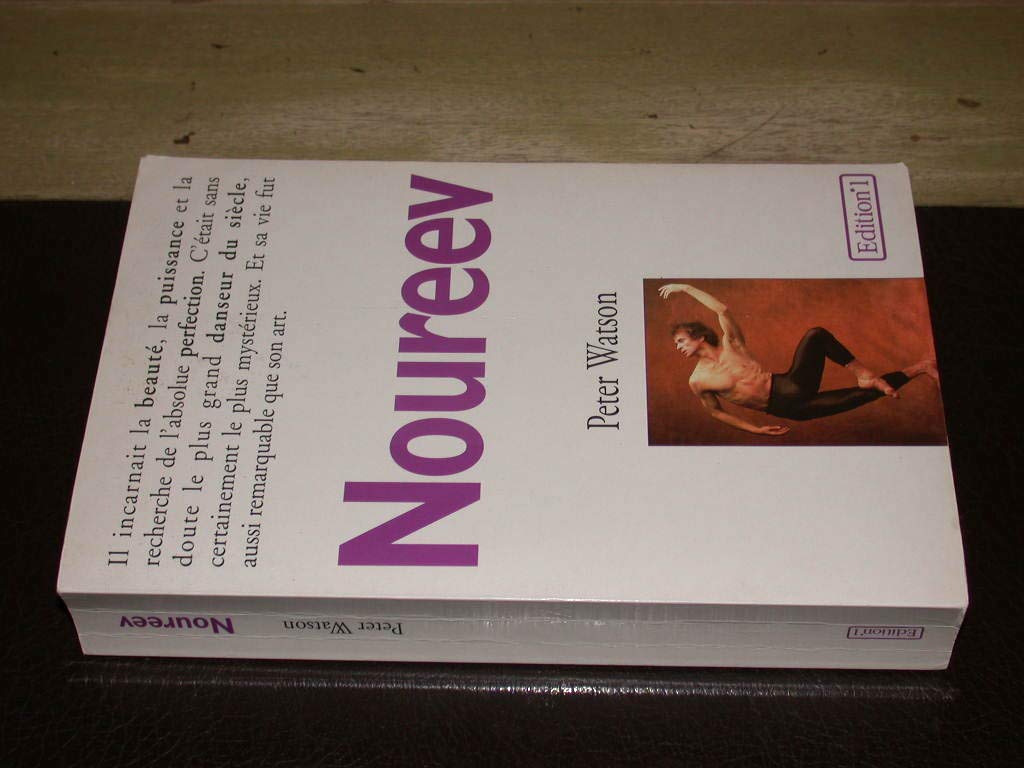 Il incarnait la beauté, la puissance et la
recherche de l'absolue perfection. C'était sans
doute le plus grand danseur du siècle,
certainement le plus mystérieux. Et sa vie fut
aussi remarquable que son art.
Noureev
Peter Watson
Edition°1
Noureev
Peter Watson
Edition°1